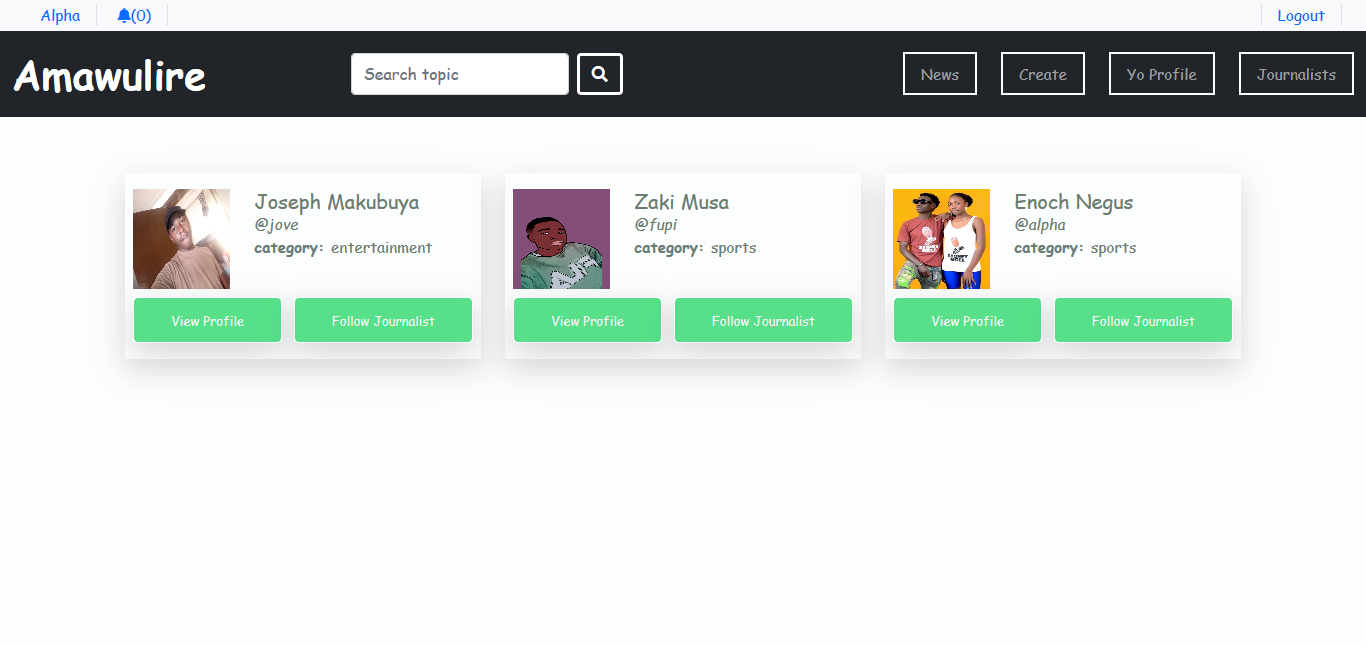 Alpha (0) Logout
Amawulire Search topic News Create Yo Profile Journalists
Joseph Makubuya
@jove
category: entertainment
View Profile Follow Journalist
Zaki Musa
@fupi
category: sports
View Profile Follow Journalist
Enoch Negus
@alpha
category: sports
View Profile Follow Journalist